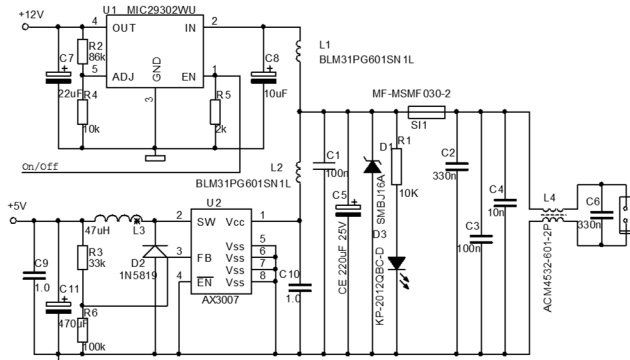 U1 MIC29302WU
+12V
4 OUT IN 2
L1
BLM31PG601SN1L
R2
86k
C7
22uF
5 ADJ
GND
EN 1
3
C8
10uF
R4
10k
R5
2k
On/Off
MF-MSMF030-2
SI1
L2
BLM31PG601SN1L
C1
100n
C5
CE 220uF 25V
D1
SMBJ16A
R1
10K
D3
KP-2012QBC-D
C2
330n
C3
100n
C4
10n
L4
ACM4532-601-2P
C6
330n
+5V
47uH
L3
U2
2 SW Vcc 1
3 FB Vss 5
Vss 6
Vss 7
4 EN Vss 8
AX3007
R3
33k
D2
1N5819
C9
1.0
C11
470uF
R6
100k
C10
1.0